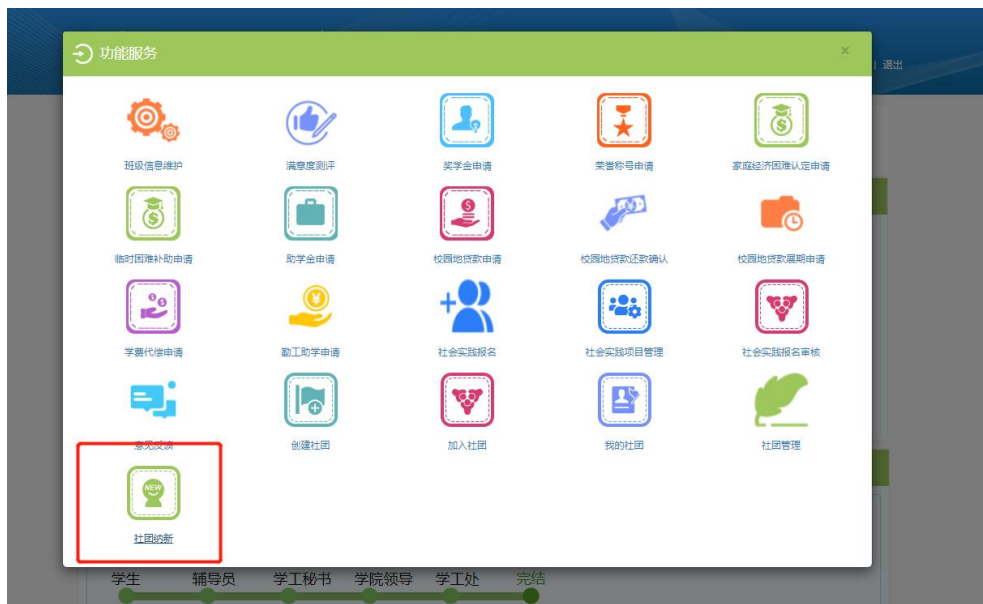 功能服务
×
| 退出
班级信息维护
满意度测评
奖学金申请
荣誉称号申请
家庭经济困难认定申请
临时困难补助申请
助学金申请
校园地贷款申请
校园地贷款还款确认
校园地贷款展期申请
学费代偿申请
勤工助学申请
社会实践报名
社会实践项目管理
社会实践报名审核
意见反馈
创建社团
加入社团
我的社团
社团管理
NEW
社团纳新
学生 辅导员 学工秘书 学院领导 学工处 完结